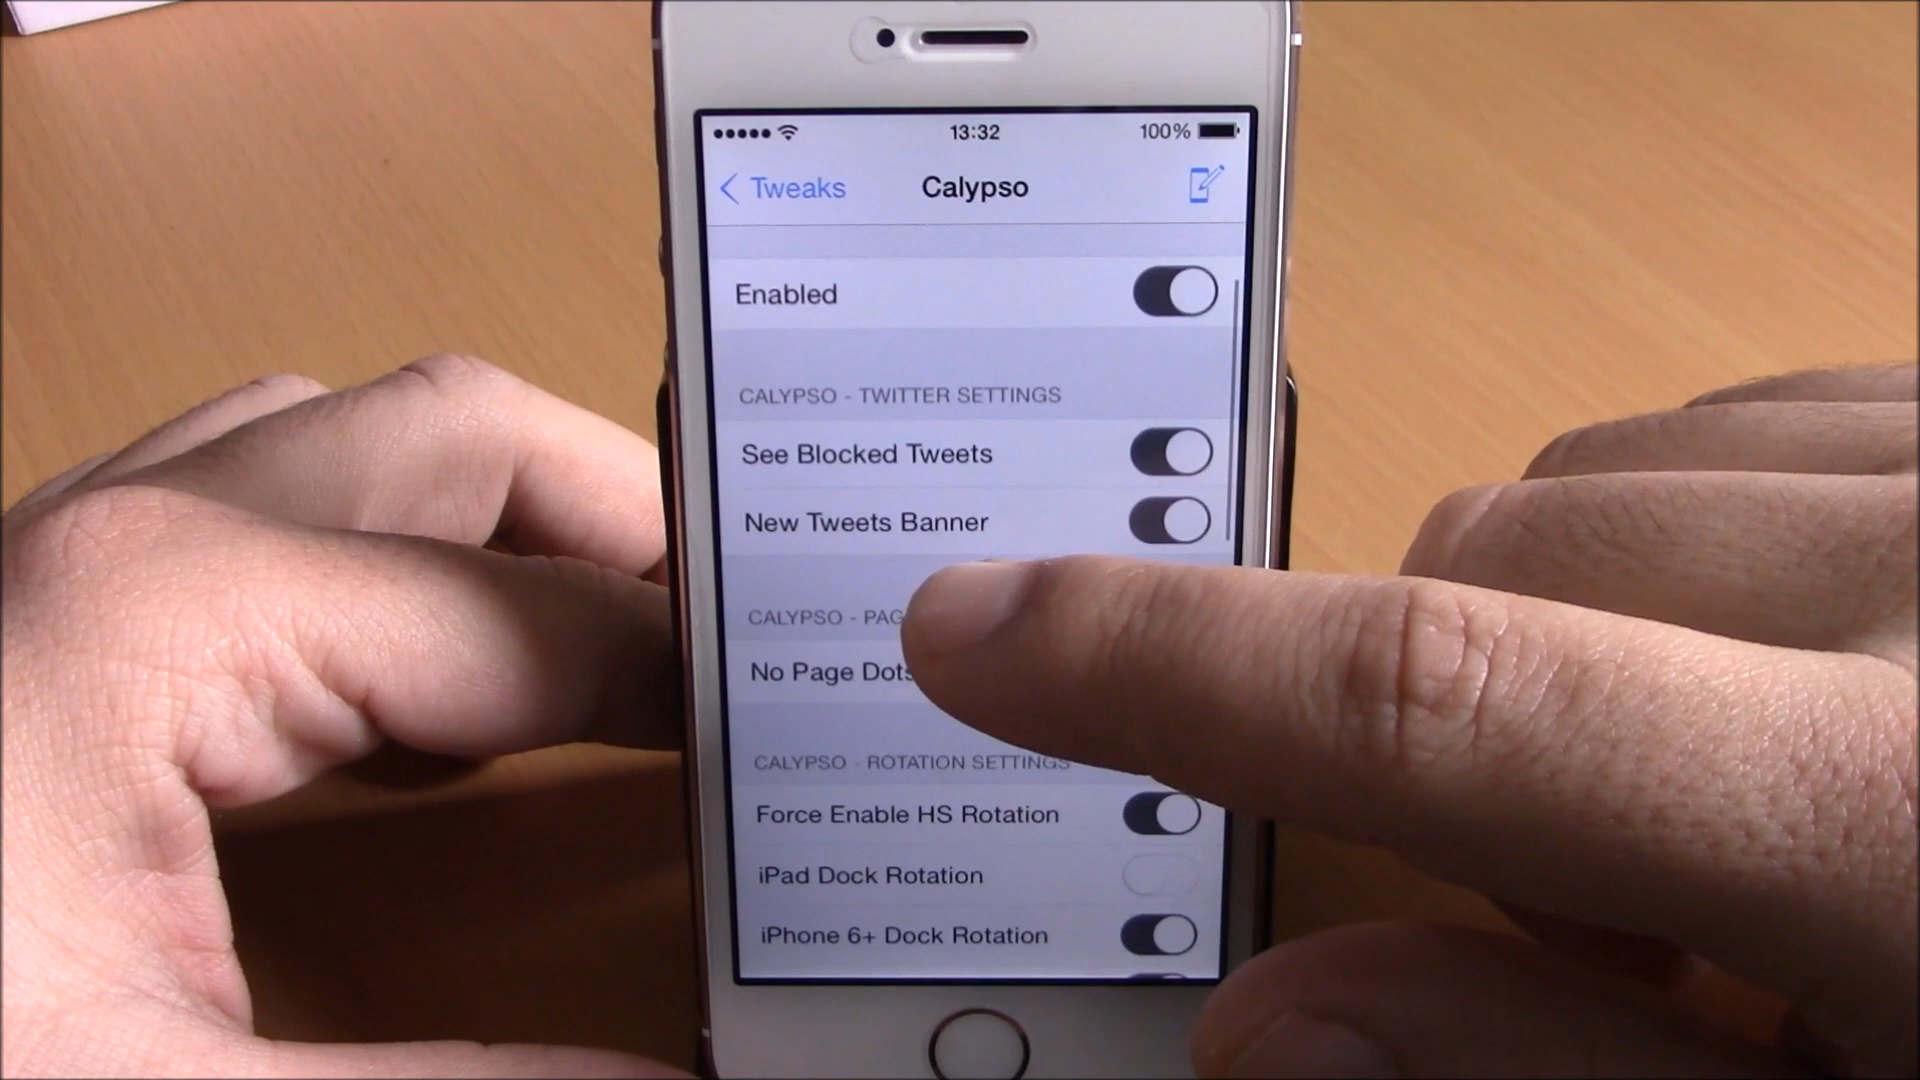 13:32 100%
Tweaks Calypso
Enabled
CALYPSO - TWITTER SETTINGS
See Blocked Tweets
New Tweets Banner
CALYPSO - PAG
No Page Dots
CALYPSO - ROTATION SETTINGS
Force Enable HS Rotation
iPad Dock Rotation
iPhone 6+ Dock Rotation